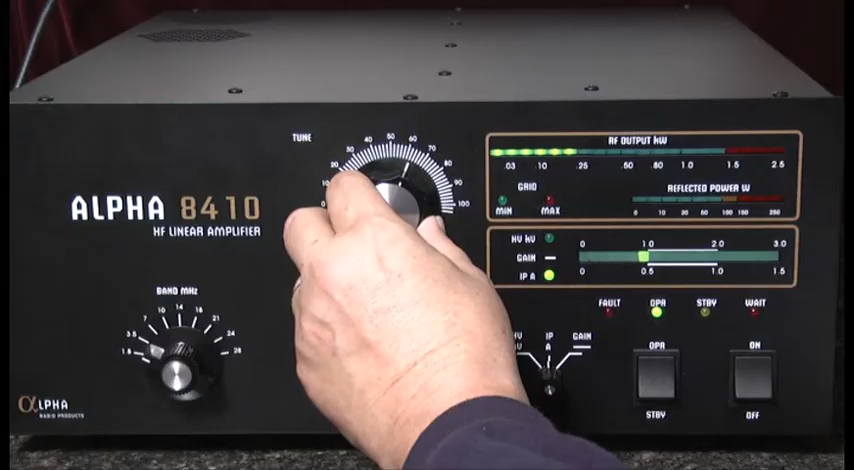 TUNE
0 10 20 30 40 50 60 70 80 90 100
ALPHA 8410
HF LINEAR AMPLIFIER
BAND MHz
1.8 3.5 7 10 14 18 21 24 28
αLPHA
RADIO PRODUCTS
RF OUTPUT kW
.03 .10 .25 .50 .80 1.0 1.5 2.5
GRID
MIN MAX
REFLECTED POWER W
0 10 20 50 100 150 250
HV kV
GAIN
IP A
0 1.0 2.0 3.0
0 0.5 1.0 1.5
FAULT OPR STBY WAIT
IP A
GAIN
OPR
STBY
ON
OFF